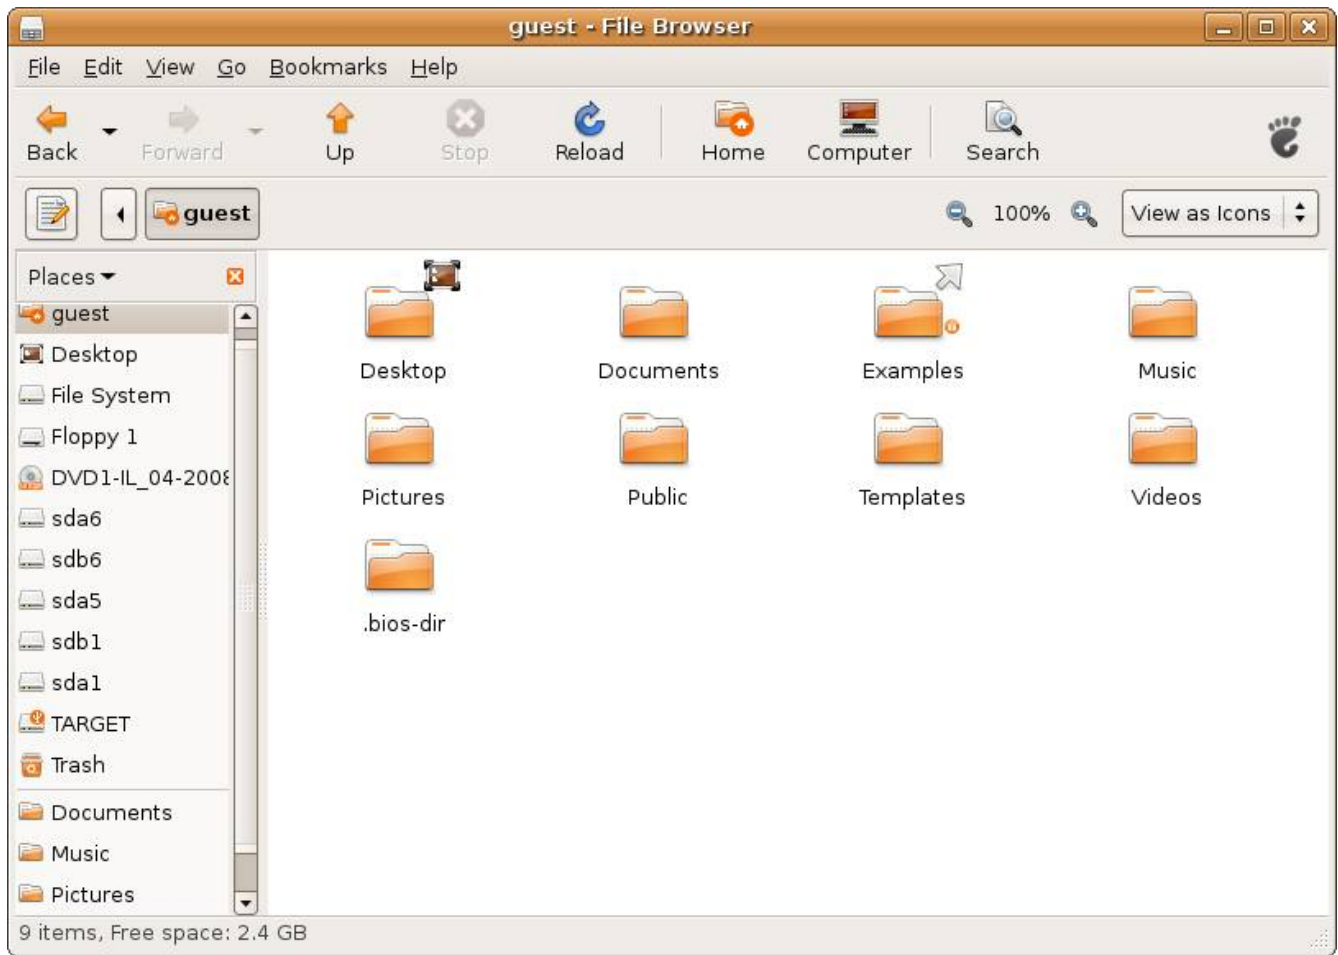 guest - File Browser
File Edit View Go Bookmarks Help
Back Forward Up Stop Reload Home Computer Search
guest 100% View as Icons
Places
guest
Desktop
File System
Floppy 1
DVD1-IL_04-2008
sda6
sdb6
sda5
sdb1
sda1
TARGET
Trash
Documents
Music
Pictures
Desktop Documents Examples Music
Pictures Public Templates Videos
.bios-dir
9 items, Free space: 2.4 GB